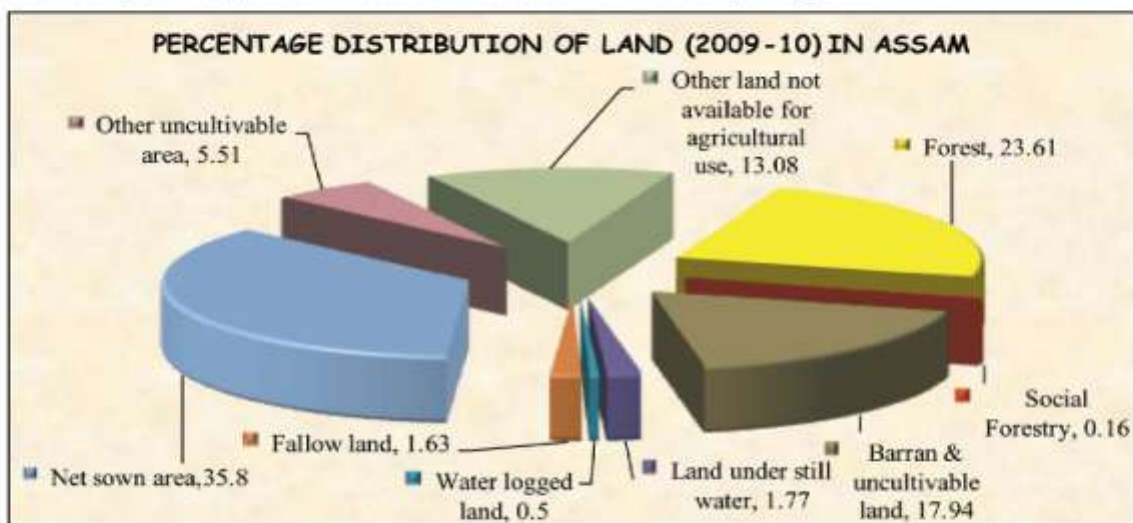 PERCENTAGE DISTRIBUTION OF LAND (2009-10) IN ASSAM
Other uncultivable
area, 5.51
Other land not
available for
agricultural
use, 13.08
Forest, 23.61
Social
Forestry, 0.16
Barran &
uncultivable
land, 17.94
Land under still
water, 1.77
Water logged
land, 0.5
Fallow land, 1.63
Net sown area,35.8